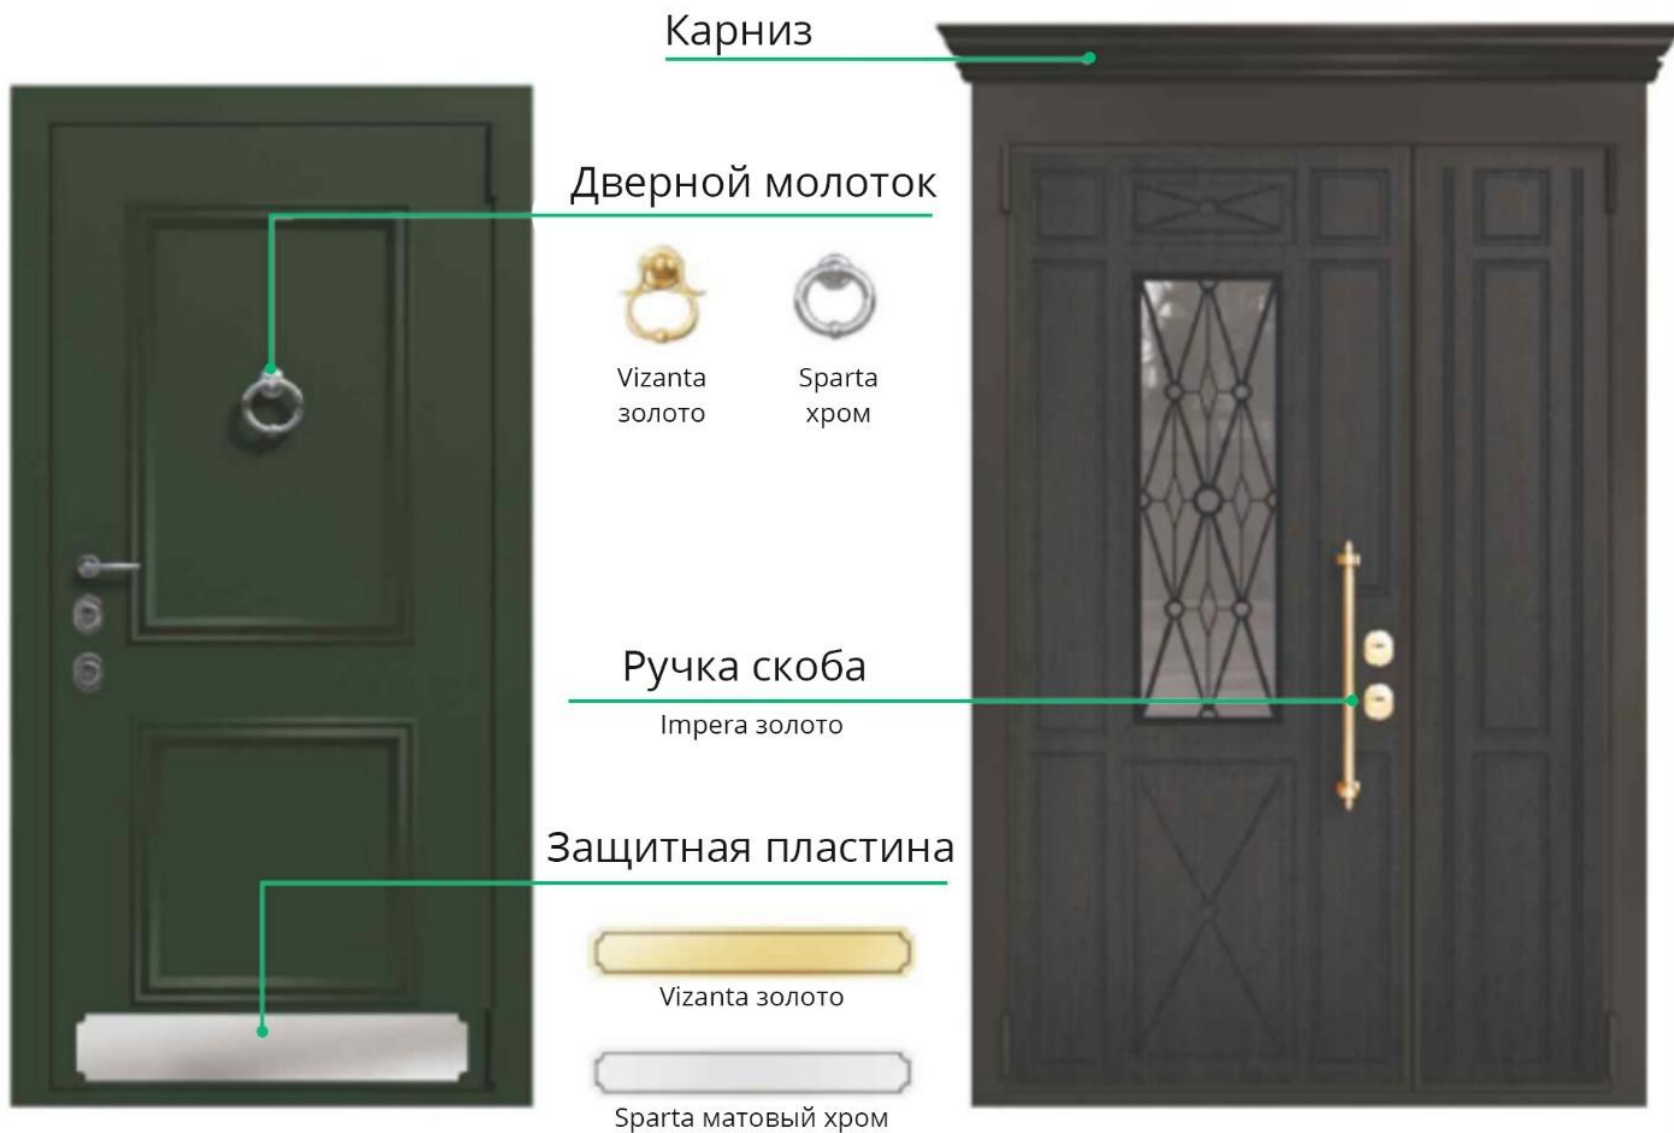 Карниз
Дверной молоток
Vizanta
золото
Sparta
хром
Ручка скоба
Impera золото
Защитная пластина
Vizanta золото
Sparta матовый хром